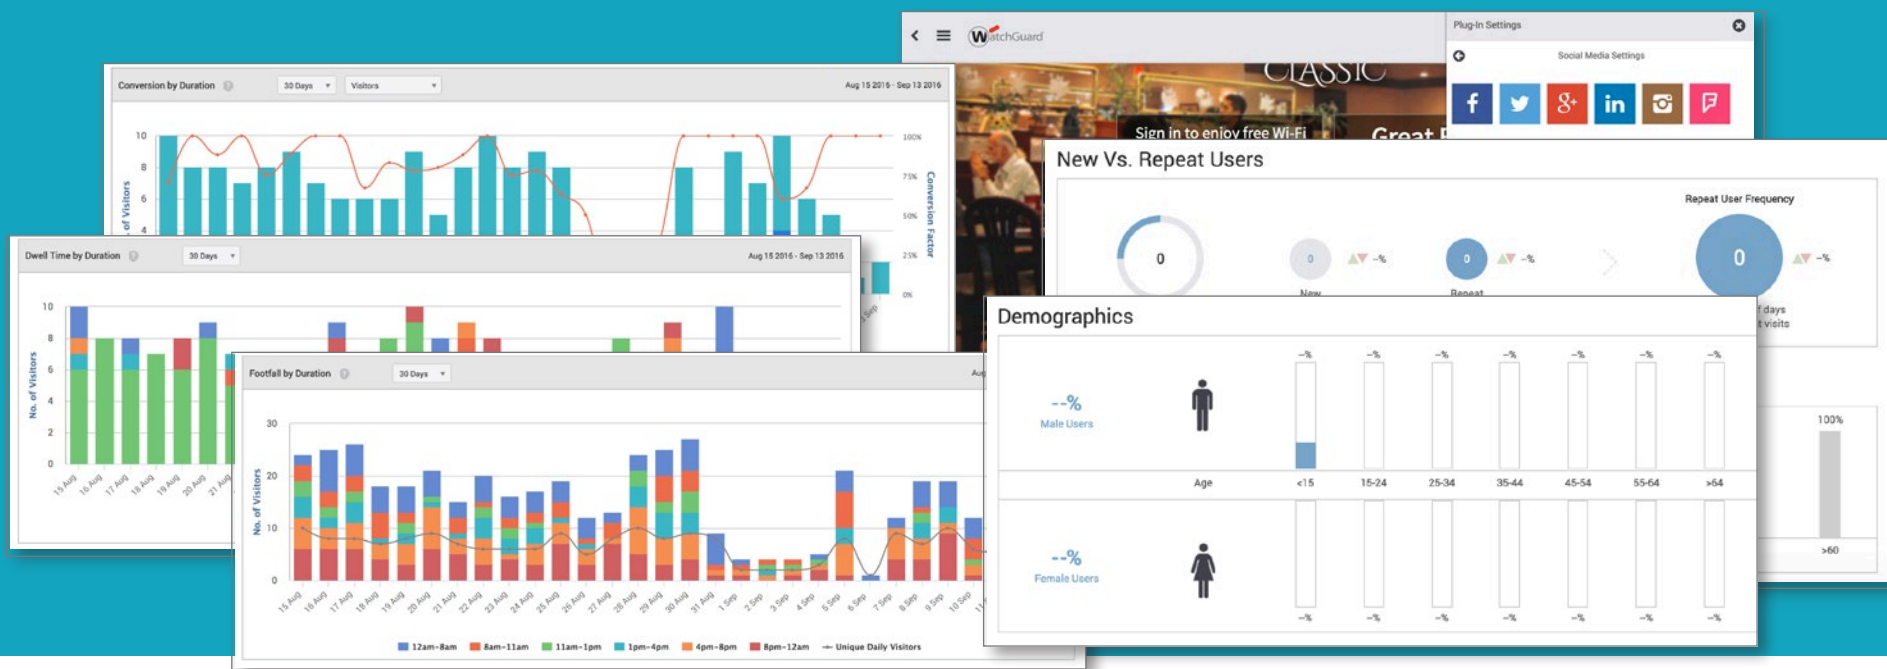 WatchGuard
Plug-In Settings
Social Media Settings
f
g+
in
CLASSIC
Sign in to enjoy free Wi-Fi
Great
Conversion by Duration ?
30 Days
Visitors
Aug 15 2016 - Sep 13 2016
10
8
6
4
of Visitors
100%
75%
50%
25%
0%
Conversion Factor
Sep
Dwell Time by Duration ?
30 Days
Aug 15 2016 - Sep 13 2016
10
8
6
4
2
0
No. of Visitors
15 Aug
16 Aug
17 Aug
18 Aug
19 Aug
20 Aug
21 Aug
Footfall by Duration ?
30 Days
Aug
30
20
10
0
No. of Visitors
15 Aug
16 Aug
17 Aug
18 Aug
19 Aug
20 Aug
21 Aug
22 Aug
23 Aug
24 Aug
25 Aug
26 Aug
27 Aug
28 Aug
29 Aug
30 Aug
31 Aug
1 Sep
2 Sep
3 Sep
4 Sep
5 Sep
6 Sep
7 Sep
8 Sep
9 Sep
10 Sep
11
12am-8am 8am-11am 11am-1pm 1pm-4pm 4pm-8pm 8pm-12am Unique Daily Visitors
New Vs. Repeat Users
Repeat User Frequency
0
0
--%
0
--%
0
--%
New
Repeat
f days
t visits
100%
>60
Demographics
--% --% --% --% --% --% --%
--%
Male Users
Age <15 15-24 25-34 35-44 45-54 55-64 >64
--%
Female Users
--% --% --% --% --% --% --%